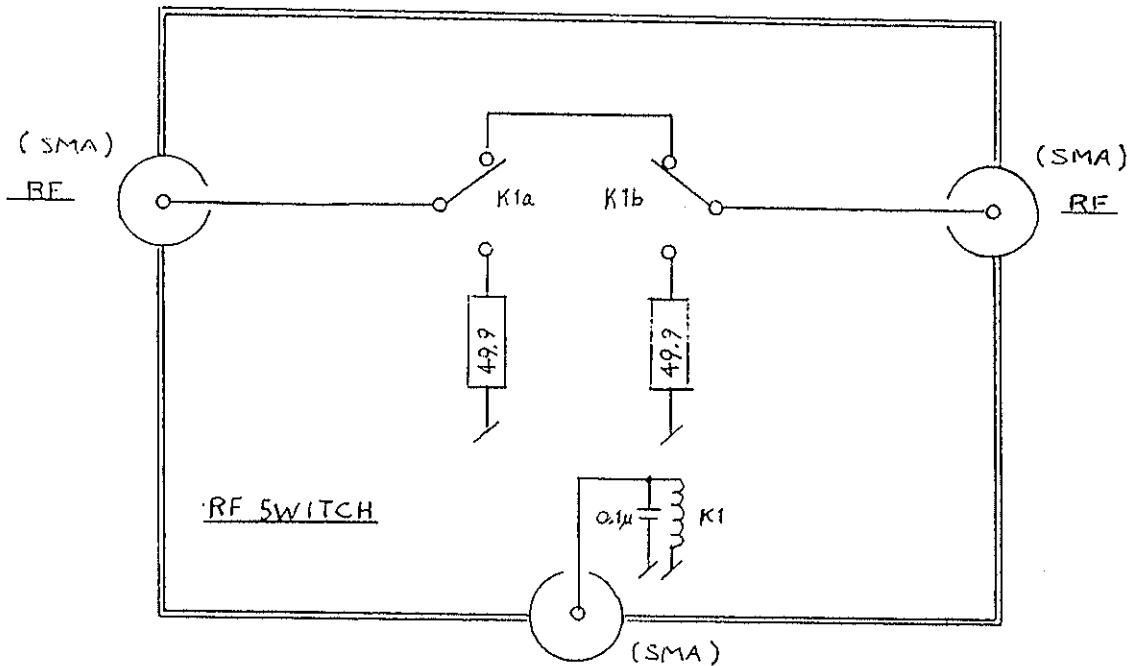 (SMA)
RF
K1a
K1b
(SMA)
RF
49.9
49.9
RF SWITCH
0.1μ
K1
(SMA)